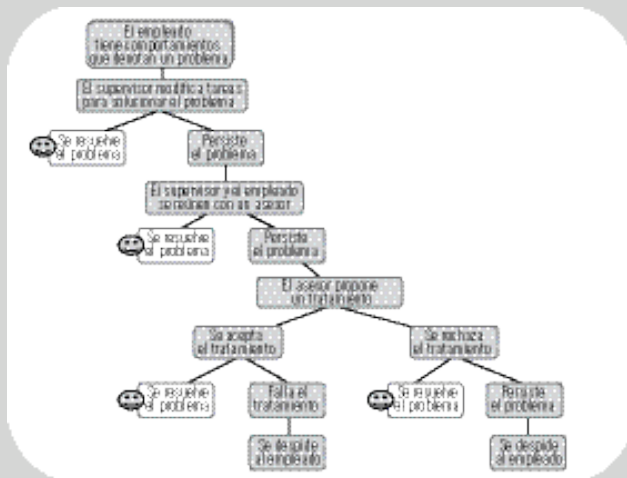 El empleado
tiene comportamientos
que denotan un problema
El supervisor modifica tareas
para solucionar el problema
Se resuelve
el problema
Persiste
el problema
El supervisor y el empleado
se reúnen con un asesor
Se resuelve
el problema
Persiste
el problema
El asesor propone
un tratamiento
Se acepta
el tratamiento
Se rechaza
el tratamiento
Se resuelve
el problema
Falla el
tratamiento
Se resuelve
el problema
Persiste
el problema
Se despide
al empleado
Se despide
al empleado